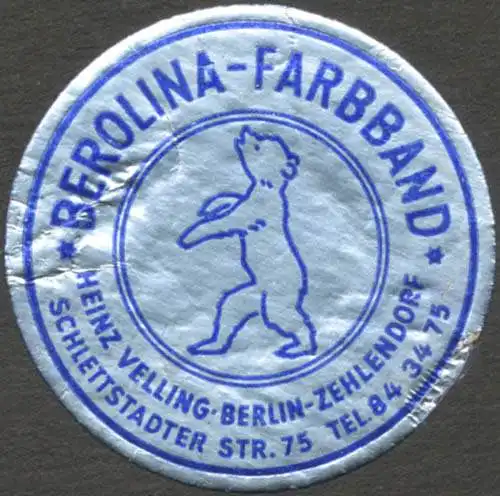 BEROLINA-FARBBAND
HEINZ VELLING·BERLIN-ZEHLENDORF
SCHLETTSTADTER STR. 75 TEL. 84 34 75